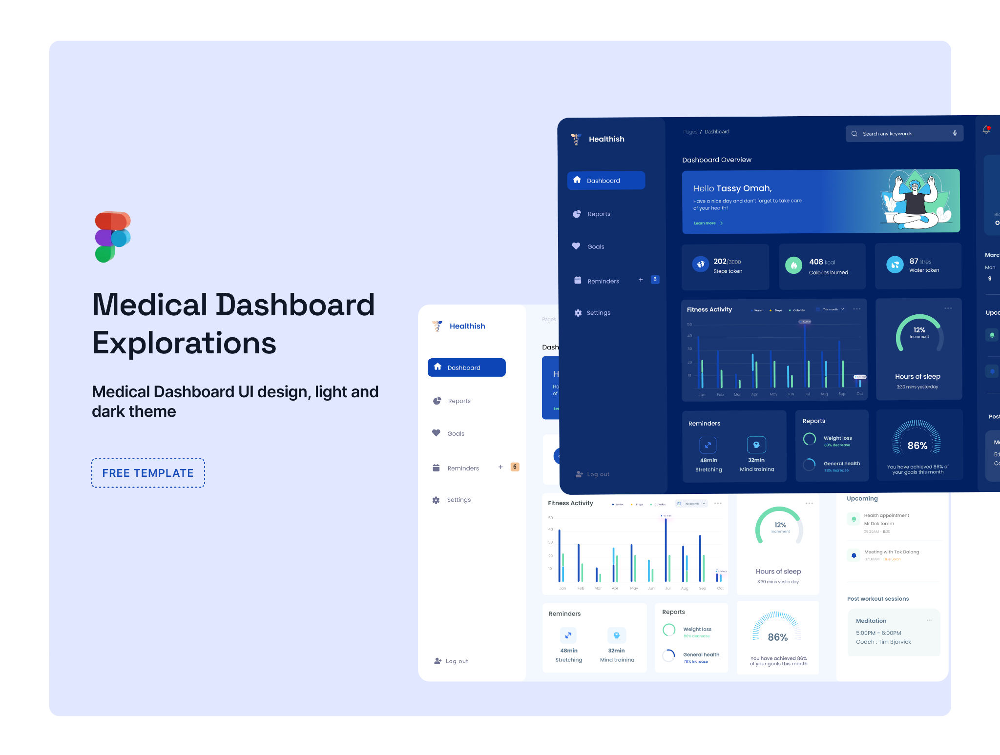 Medical Dashboard
Explorations
Medical Dashboard UI design, light and
dark theme
FREE TEMPLATE
Healthish
Dashboard
Reports
Goals
Reminders + 6
Settings
Log out
Pages / Dashboard
Search any keywords
Dashboard Overview
Hello Tassy Omah,
Have a nice day and don't forget to take care
of your health!
Learn more
202/3000
Steps taken
408 kcal
Calories burned
87 litres
Water taken
Fitness Activity
Water Steps Calories This month
50
40
30
20
10
Jan Feb Mar Apr May Jun Jul Aug Sep Oct
12%
Increment
Hours of sleep
3:30 mins yesterday
Reminders
48min
Stretching
32min
Mind training
Reports
Weight loss
80% decrease
General health
78% Increase
86%
You have achieved 86% of
your goals this month
Mon
9
Healthish
Dashboard
Reports
Goals
Reminders + 6
Settings
Log out
Pages
Dash
H
Ha
of
Fitness Activity
Water Steps Calories This month
50
40
30
20
10
Jan Feb Mar Apr May Jun Jul Aug Sep Oct
12%
Increment
Hours of sleep
3:30 mins yesterday
Reminders
48min
Stretching
32min
Mind training
Reports
Weight loss
80% decrease
General health
78% Increase
86%
You have achieved 86%
of your goals this month
Upcoming
Health appointment
Mr Dok tomm
09:20AM - 11:30
Meeting with Tok Dalang
07:00AM Due Soon
Post workout sessions
Meditation
5:00PM - 6:00PM
Coach : Tim Bjorvick